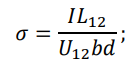 σ = IL₁₂ / U₁₂bd ;